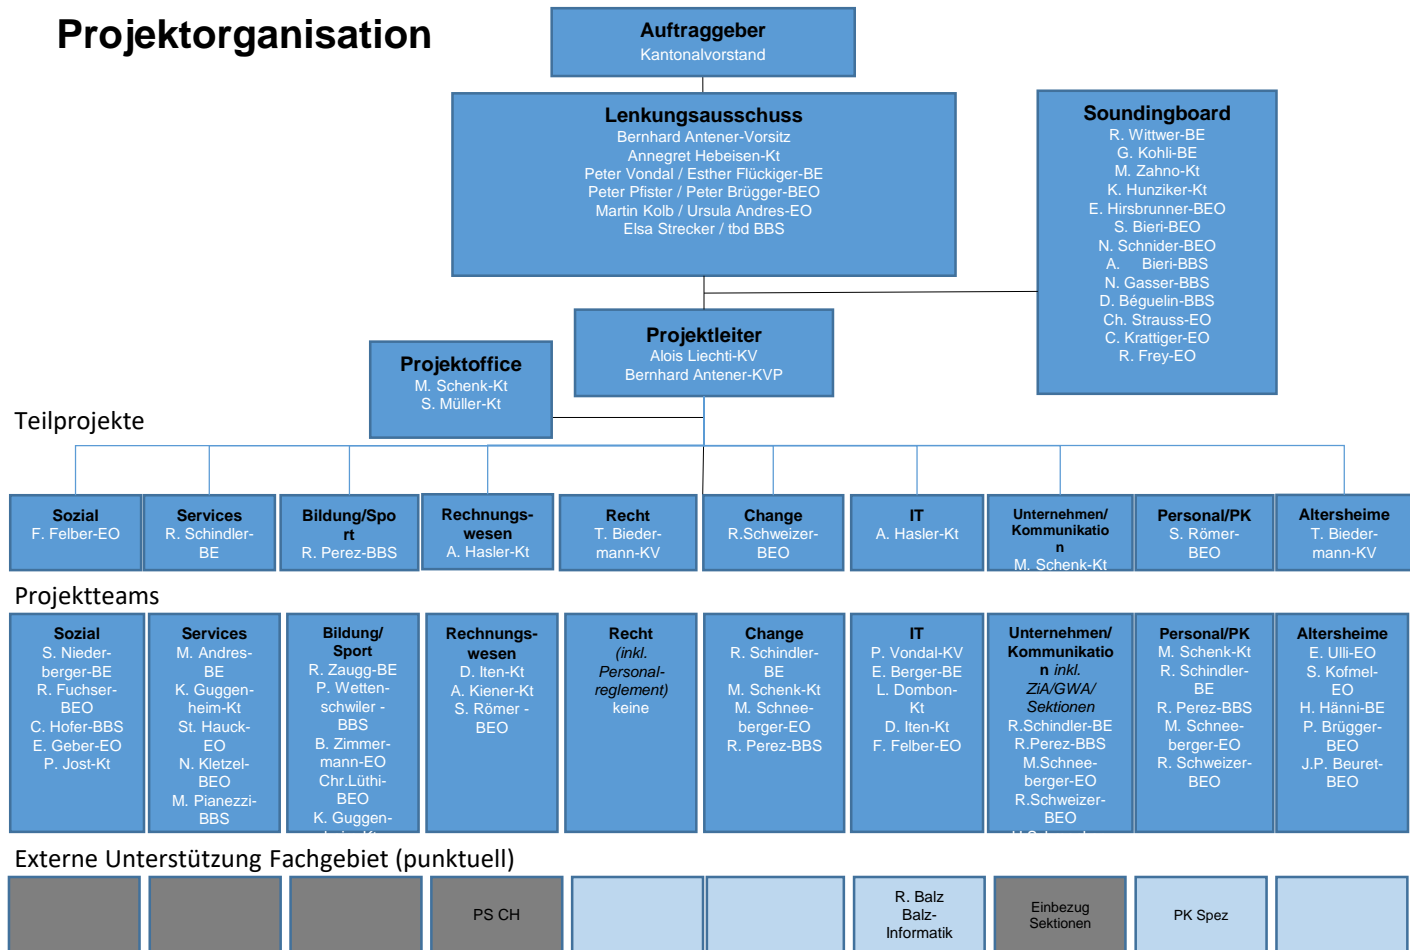 Projektorganisation
Auftraggeber
Kantonalvorstand
Lenkungsausschuss
Bernhard Antener-Vorsitz
Annegret Hebeisen-Kt
Peter Vondal / Esther Flückiger-BE
Peter Pfister / Peter Brügger-BEO
Martin Kolb / Ursula Andres-EO
Elsa Strecker / tbd BBS
Soundingboard
R. Wittwer-BE
G. Kohli-BE
M. Zahno-Kt
K. Hunziker-Kt
E. Hirsbrunner-BEO
S. Bieri-BEO
N. Schnider-BEO
A. Bieri-BBS
N. Gasser-BBS
D. Béguelin-BBS
Ch. Strauss-EO
C. Krattiger-EO
R. Frey-EO
Projektleiter
Alois Liechti-KV
Bernhard Antener-KVP
Projektoffice
M. Schenk-Kt
S. Müller-Kt
Teilprojekte
Sozial
F. Felber-EO
Services
R. Schindler-
BE
Bildung/Spo
rt
R. Perez-BBS
Rechnungs-
wesen
A. Hasler-Kt
Recht
T. Bieder-
mann-KV
Change
R.Schweizer-
BEO
IT
A. Hasler-Kt
Unternehmen/
Kommunikatio
n
M. Schenk-Kt
Personal/PK
S. Römer-
BEO
Altersheime
T. Bieder-
mann-KV
Projektteams
Sozial
S. Nieder-
berger-BE
R. Fuchser-
BEO
C. Hofer-BBS
E. Geber-EO
P. Jost-Kt
Services
M. Andres-
BE
K. Guggen-
heim-Kt
St. Hauck-
EO
N. Kletzel-
BEO
M. Pianezzi-
BBS
Bildung/
Sport
R. Zaugg-BE
P. Wetten-
schwiler -
BBS
B. Zimmer-
mann-EO
Chr.Lüthi-
BEO
K. Guggen-
Rechnungs-
wesen
D. Iten-Kt
A. Kiener-Kt
S. Römer -
BEO
Recht
(inkl.
Personal-
reglement)
keine
Change
R. Schindler-
BE
M. Schenk-Kt
M. Schnee-
berger-EO
R. Perez-BBS
IT
P. Vondal-KV
E. Berger-BE
L. Dombon-
Kt
D. Iten-Kt
F. Felber-EO
Unternehmen/
Kommunikatio
n inkl.
ZiA/GWA/
Sektionen
R.Schindler-BE
R.Perez-BBS
M.Schnee-
berger-EO
R.Schweizer-
BEO
Personal/PK
M. Schenk-Kt
R. Schindler-
BE
R. Perez-BBS
M. Schnee-
berger-EO
R. Schweizer-
BEO
Altersheime
E. Ulli-EO
S. Kofmel-
EO
H. Hänni-BE
P. Brügger-
BEO
J.P. Beuret-
BEO
Externe Unterstützung Fachgebiet (punktuell)
PS CH
R. Balz
Balz-
Informatik
Einbezug
Sektionen
PK Spez